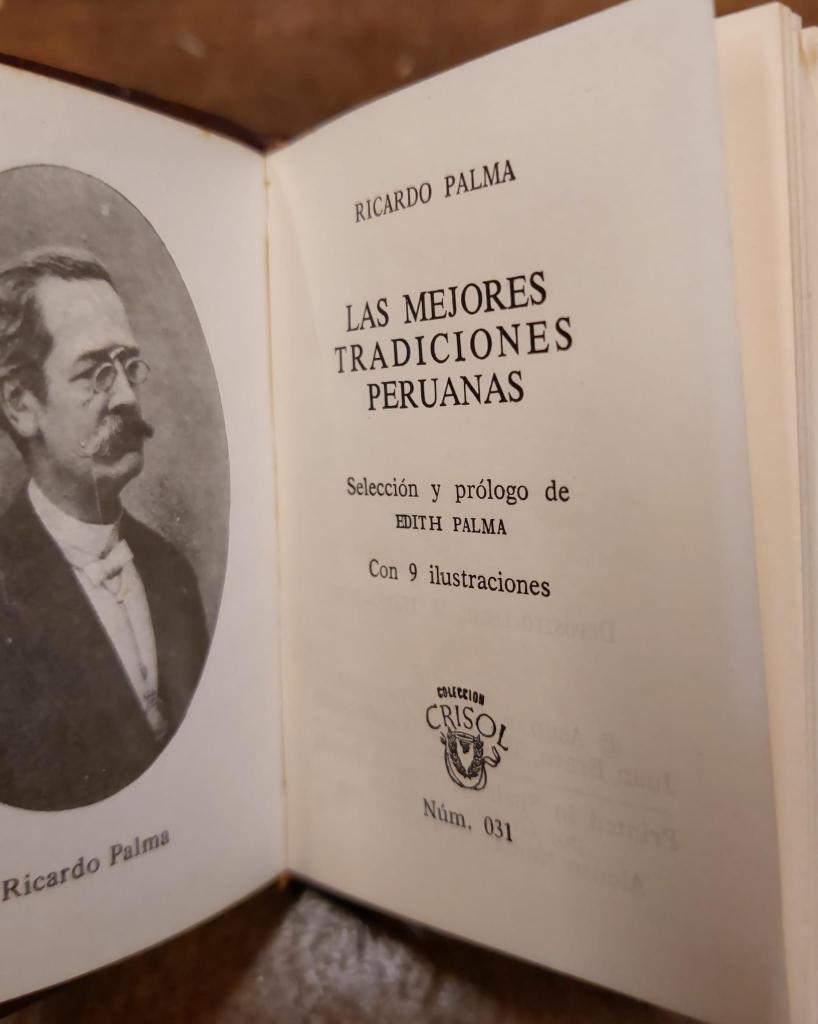 Ricardo Palma
RICARDO PALMA
LAS MEJORES
TRADICIONES
PERUANAS
Selección y prólogo de
EDITH PALMA
Con 9 ilustraciones
COLECCION
CRISOL
Núm. 031